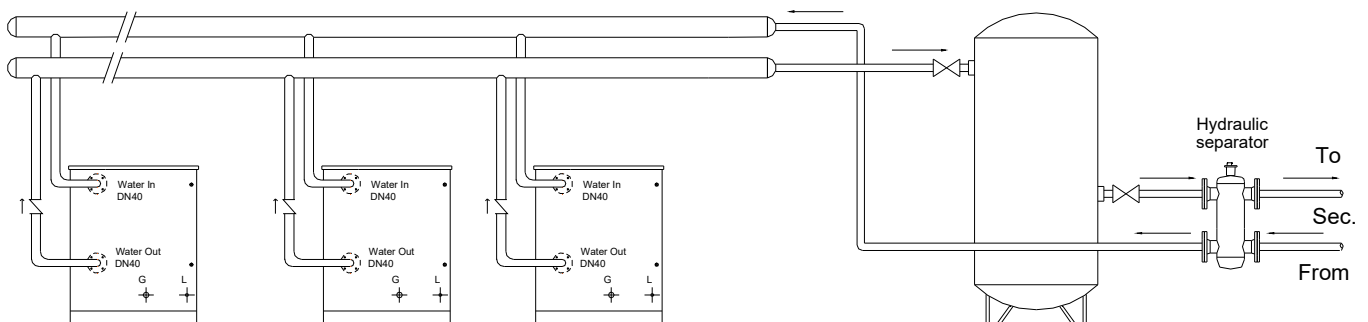 Hydraulic
separator
To
Sec.
From
Water In
DN40
Water Out
DN40
G
L
Water In
DN40
Water Out
DN40
G
L
Water In
DN40
Water Out
DN40
G
L